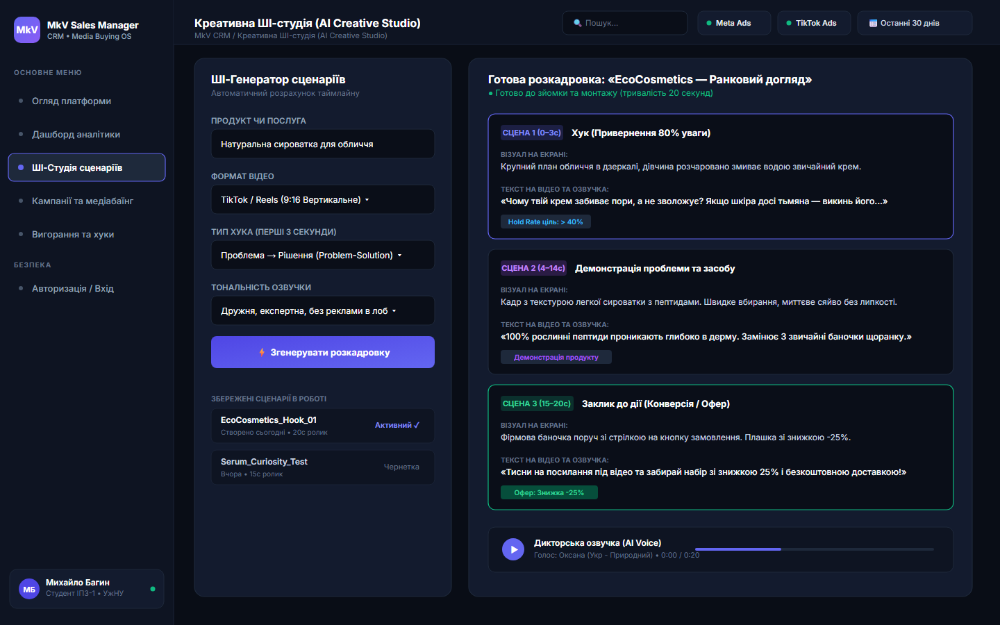 MkV
MkV Sales Manager
CRM • Media Buying OS
ОСНОВНЕ МЕНЮ
Огляд платформи
Дашборд аналітики
ШІ-Студія сценаріїв
Кампанії та медіабаїнг
Вигорання та хуки
БЕЗПЕКА
Авторизація / Вхід
МБ
Михайло Багин
Студент ІПЗ-1 • УжНУ
Креативна ШІ-студія (AI Creative Studio)
MkV CRM / Креативна ШІ-студія (AI Creative Studio)
Пошук...
Meta Ads
TikTok Ads
Останні 30 днів
ШІ-Генератор сценаріїв
Автоматичний розрахунок таймлайну
ПРОДУКТ ЧИ ПОСЛУГА
Натуральна сироватка для обличчя
ФОРМАТ ВІДЕО
TikTok / Reels (9:16 Вертикальне)
ТИП ХУКА (ПЕРШІ 3 СЕКУНДИ)
Проблема → Рішення (Problem-Solution)
ТОНАЛЬНІСТЬ ОЗВУЧКИ
Дружня, експертна, без реклами в лоб
⚡ Згенерувати розкадровку
ЗБЕРЕЖЕНІ СЦЕНАРІЇ В РОБОТІ
EcoCosmetics_Hook_01
Створено сьогодні • 20с ролик
Активний ✓
Serum_Curiosity_Test
Вчора • 15с ролик
Чернетка
Готова розкадровка: «EcoCosmetics — Ранковий догляд»
● Готово до зйомки та монтажу (тривалість 20 секунд)
СЦЕНА 1 (0–3с) Хук (Привернення 80% уваги)
ВІЗУАЛ НА ЕКРАНІ:
Крупний план обличчя в дзеркалі, дівчина розчаровано змиває водою звичайний крем.
ТЕКСТ НА ВІДЕО ТА ОЗВУЧКА:
«Чому твій крем забиває пори, а не зволожує? Якщо шкіра досі тьмяна — викинь його...»
Hold Rate ціль: > 40%
СЦЕНА 2 (4–14с) Демонстрація проблеми та засобу
ВІЗУАЛ НА ЕКРАНІ:
Кадр з текстурою легкої сироватки з пептидами. Швидке вбирання, миттєве сяйво без липкості.
ТЕКСТ НА ВІДЕО ТА ОЗВУЧКА:
«100% рослинні пептиди проникають глибоко в дерму. Замінює 3 звичайні баночки щоранку.»
Демонстрація продукту
СЦЕНА 3 (15–20с) Заклик до дії (Конверсія / Офер)
ВІЗУАЛ НА ЕКРАНІ:
Фірмова баночка поруч зі стрілкою на кнопку замовлення. Плашка зі знижкою -25%.
ТЕКСТ НА ВІДЕО ТА ОЗВУЧКА:
«Тисни на посилання під відео та забирай набір зі знижкою 25% і безкоштовною доставкою!»
Офер: Знижка -25%
Дикторська озвучка (AI Voice)
Голос: Оксана (Укр - Природний) • 0:00 / 0:20